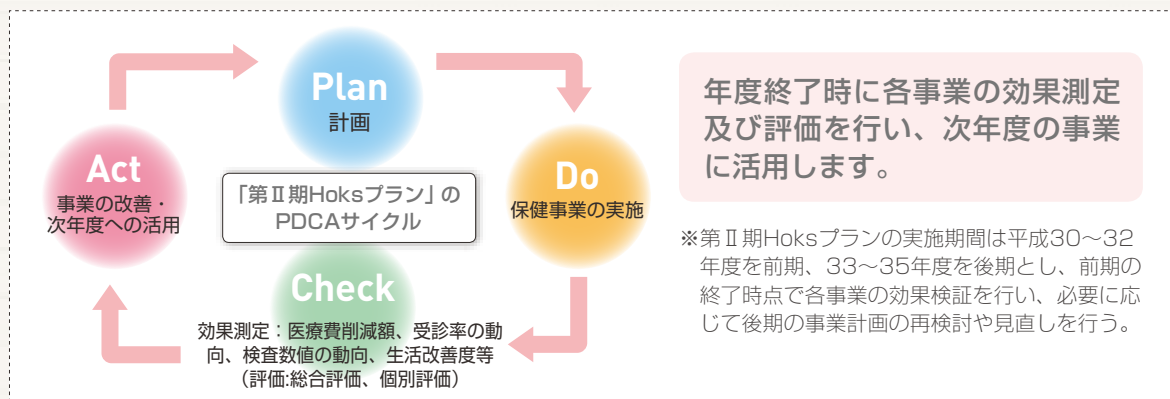 Plan
計画
Do
保健事業の実施
Act
事業の改善・
次年度への活用
「第Ⅱ期Hoksプラン」の
PDCAサイクル
Check
効果測定：医療費削減額、受診率の動
向、検査数値の動向、生活改善度等
（評価:総合評価、個別評価）
年度終了時に各事業の効果測定
及び評価を行い、次年度の事業
に活用します。
※第Ⅱ期Hoksプランの実施期間は平成30〜32
年度を前期、33〜35年度を後期とし、前期の
終了時点で各事業の効果検証を行い、必要に応
じて後期の事業計画の再検討や見直しを行う。